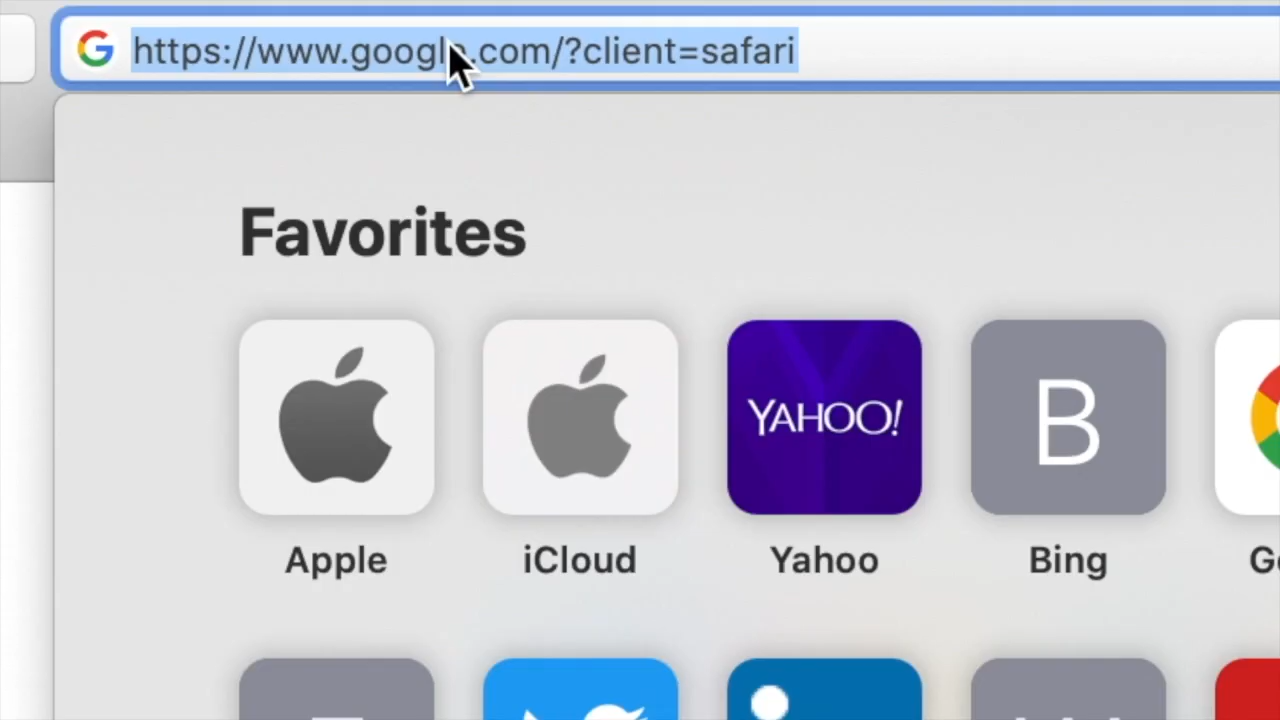 https://www.google.com/?client=safari
Favorites
YAHOO!
B
Apple iCloud Yahoo Bing